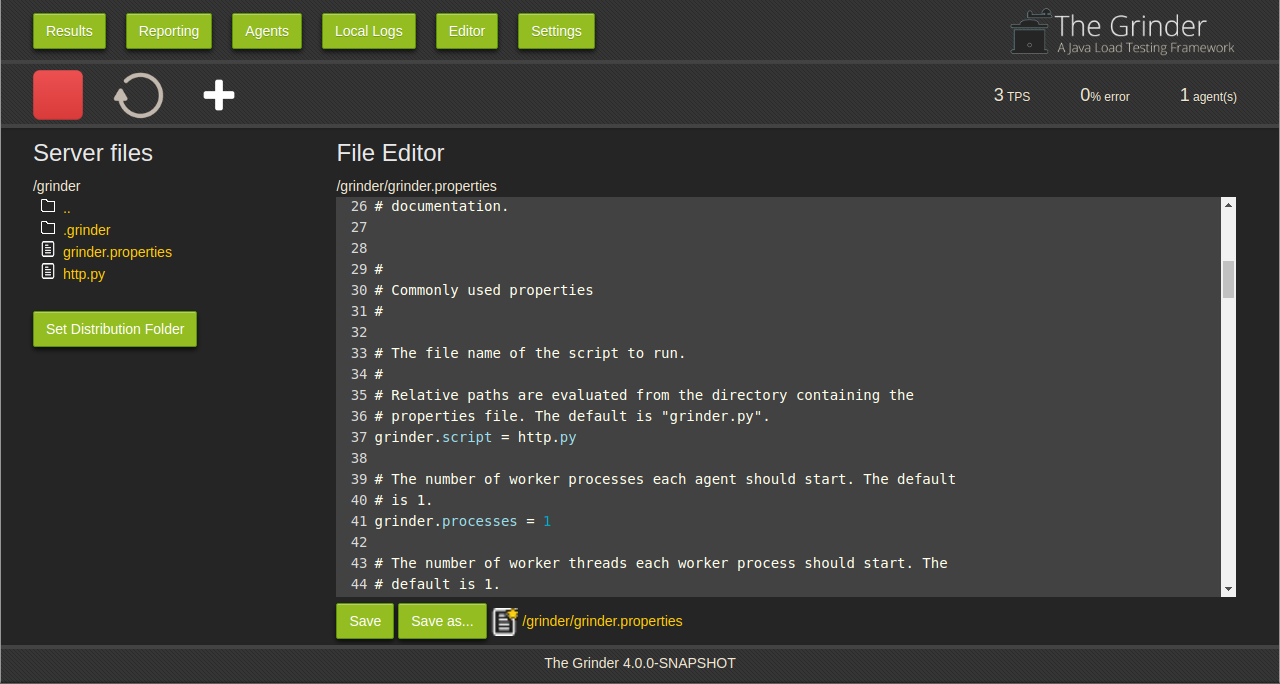 Results Reporting Agents Local Logs Editor Settings
The Grinder
A Java Load Testing Framework
3 TPS 0% error 1 agent(s)
Server files
/grinder
..
.grinder
grinder.properties
http.py
Set Distribution Folder
File Editor
/grinder/grinder.properties
26 # documentation.
27
28
29 #
30 # Commonly used properties
31 #
32
33 # The file name of the script to run.
34 #
35 # Relative paths are evaluated from the directory containing the
36 # properties file. The default is "grinder.py".
37 grinder.script = http.py
38
39 # The number of worker processes each agent should start. The default
40 # is 1.
41 grinder.processes = 1
42
43 # The number of worker threads each worker process should start. The
44 # default is 1.
Save Save as... /grinder/grinder.properties
The Grinder 4.0.0-SNAPSHOT